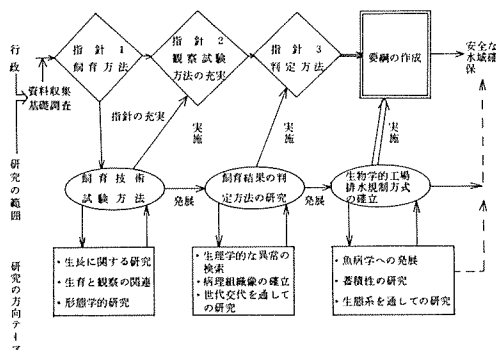 指針1
飼育方法
指針2
観察試験
方法の充実
指針3
判定方法
要綱の作成
安全な
水域確
保
行政
資料収集
基礎調査
指針の充実
実施
実施
実施
研究の範囲
飼育技術
試験方法
発展
飼育結果の判
定方法の研究
発展
生物学的工場
排水規制方式
の確立
研究の方向テーマ
・生長に関する研究
・生育と観察の関連
・形態学的研究
・生理学的な異常の
検索
・病理組織像の確立
・世代交代を通して
の研究
・魚病学への発展
・蓄積性の研究
・生態系を通しての研究